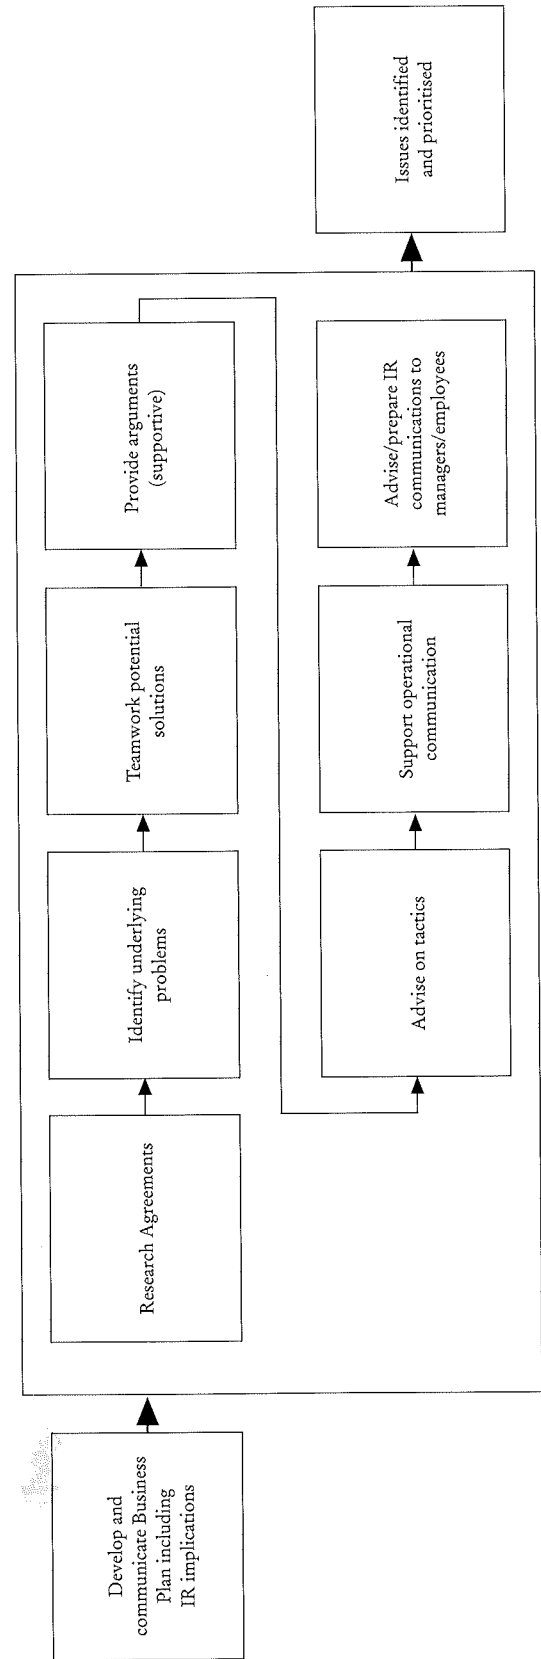 Develop and
communicate Business
Plan including
IR implications
Research Agreements
Identify underlying
problems
Teamwork potential
solutions
Provide arguments
(supportive)
Advise on tactics
Support operational
communication
Advise/prepare IR
communications to
managers/employees
Issues identified
and prioritised